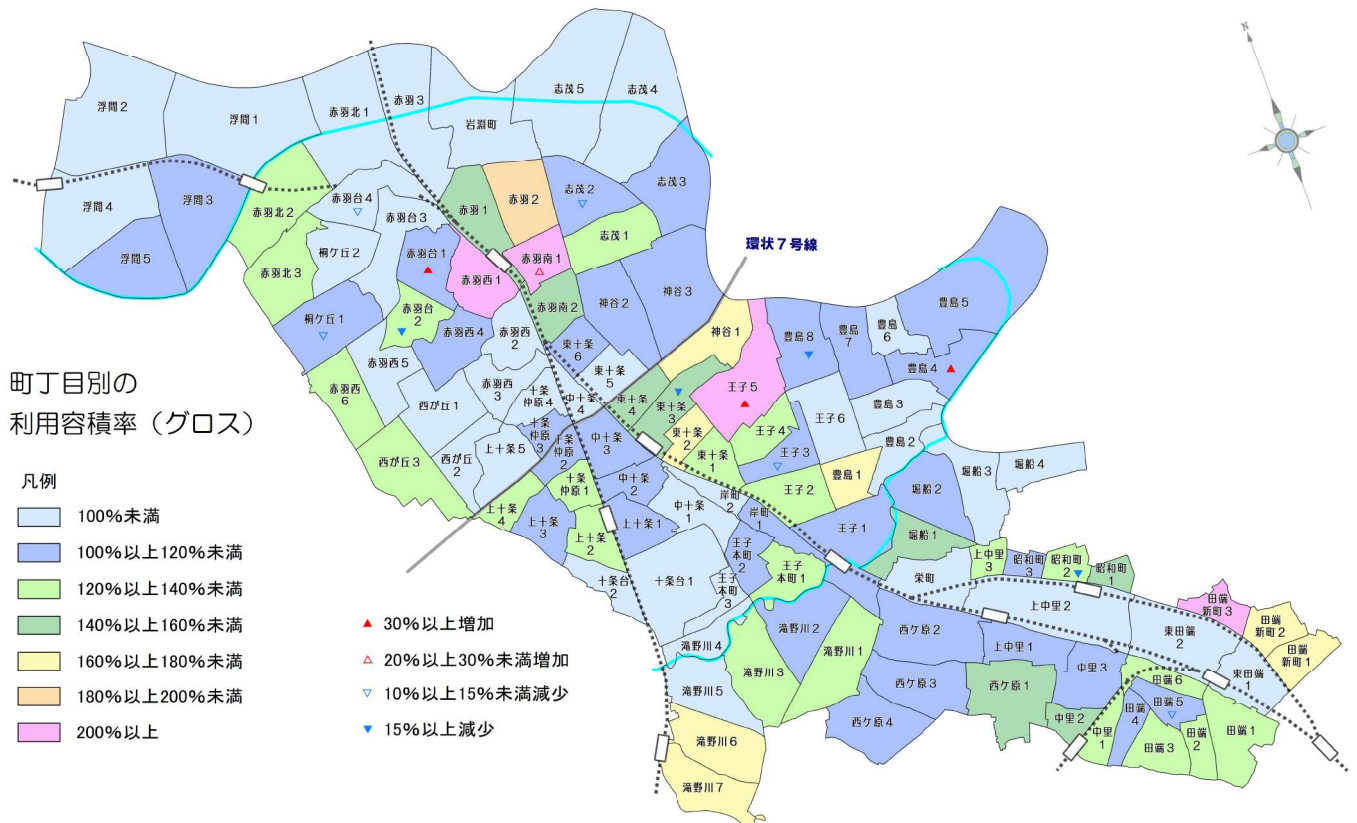 N
浮間2
浮間1
赤羽北1
赤羽3
志茂5
志茂4
岩淵町
浮間4
浮間3
浮間5
赤羽北2
赤羽北3
赤羽台4
赤羽台3
赤羽1
赤羽2
志茂2
志茂3
志茂1
桐ケ丘2
赤羽台1
赤羽西1
赤羽南1
赤羽南2
環状7号線
神谷2
神谷3
神谷1
桐ケ丘1
赤羽台
2
赤羽西4
赤羽西
2
赤羽西5
赤羽西
6
赤羽西
3
西が丘1
西が丘
2
西が丘3
東十条
6
東十条
5
東十条
4
東十条
3
東十条
2
東十条
1
中十条
4
十条
仲原4
十条
仲原
3
十条
仲原
2
十条
仲原1
中十条
3
中十条
2
中十条
1
上十条5
上十条
4
上十条
3
上十条
2
上十条1
十条台
2
十条台1
豊島8
豊島
7
豊島
6
豊島5
豊島4
豊島3
豊島2
豊島1
王子5
王子6
王子4
王子3
王子2
王子1
岸町
2
岸町
1
王子
本町
2
王子
本町1
王子
本町
3
堀船4
堀船3
堀船2
堀船1
栄町
上中里
3
昭和町
3
昭和町
2
昭和町
1
上中里2
上中里1
中里3
中里2
中里
1
東田端
2
東田端
1
田端
新町3
田端
新町2
田端
新町1
田端6
田端5
田端
4
田端3
田端
2
田端1
滝野川4
滝野川5
滝野川3
滝野川2
滝野川1
滝野川6
滝野川7
西ケ原2
西ケ原3
西ケ原4
西ケ原1
町丁目別の
利用容積率（グロス）
凡例
100%未満
100%以上120%未満
120%以上140%未満
140%以上160%未満
160%以上180%未満
180%以上200%未満
200%以上
30%以上増加
20%以上30%未満増加
10%以上15%未満減少
15%以上減少